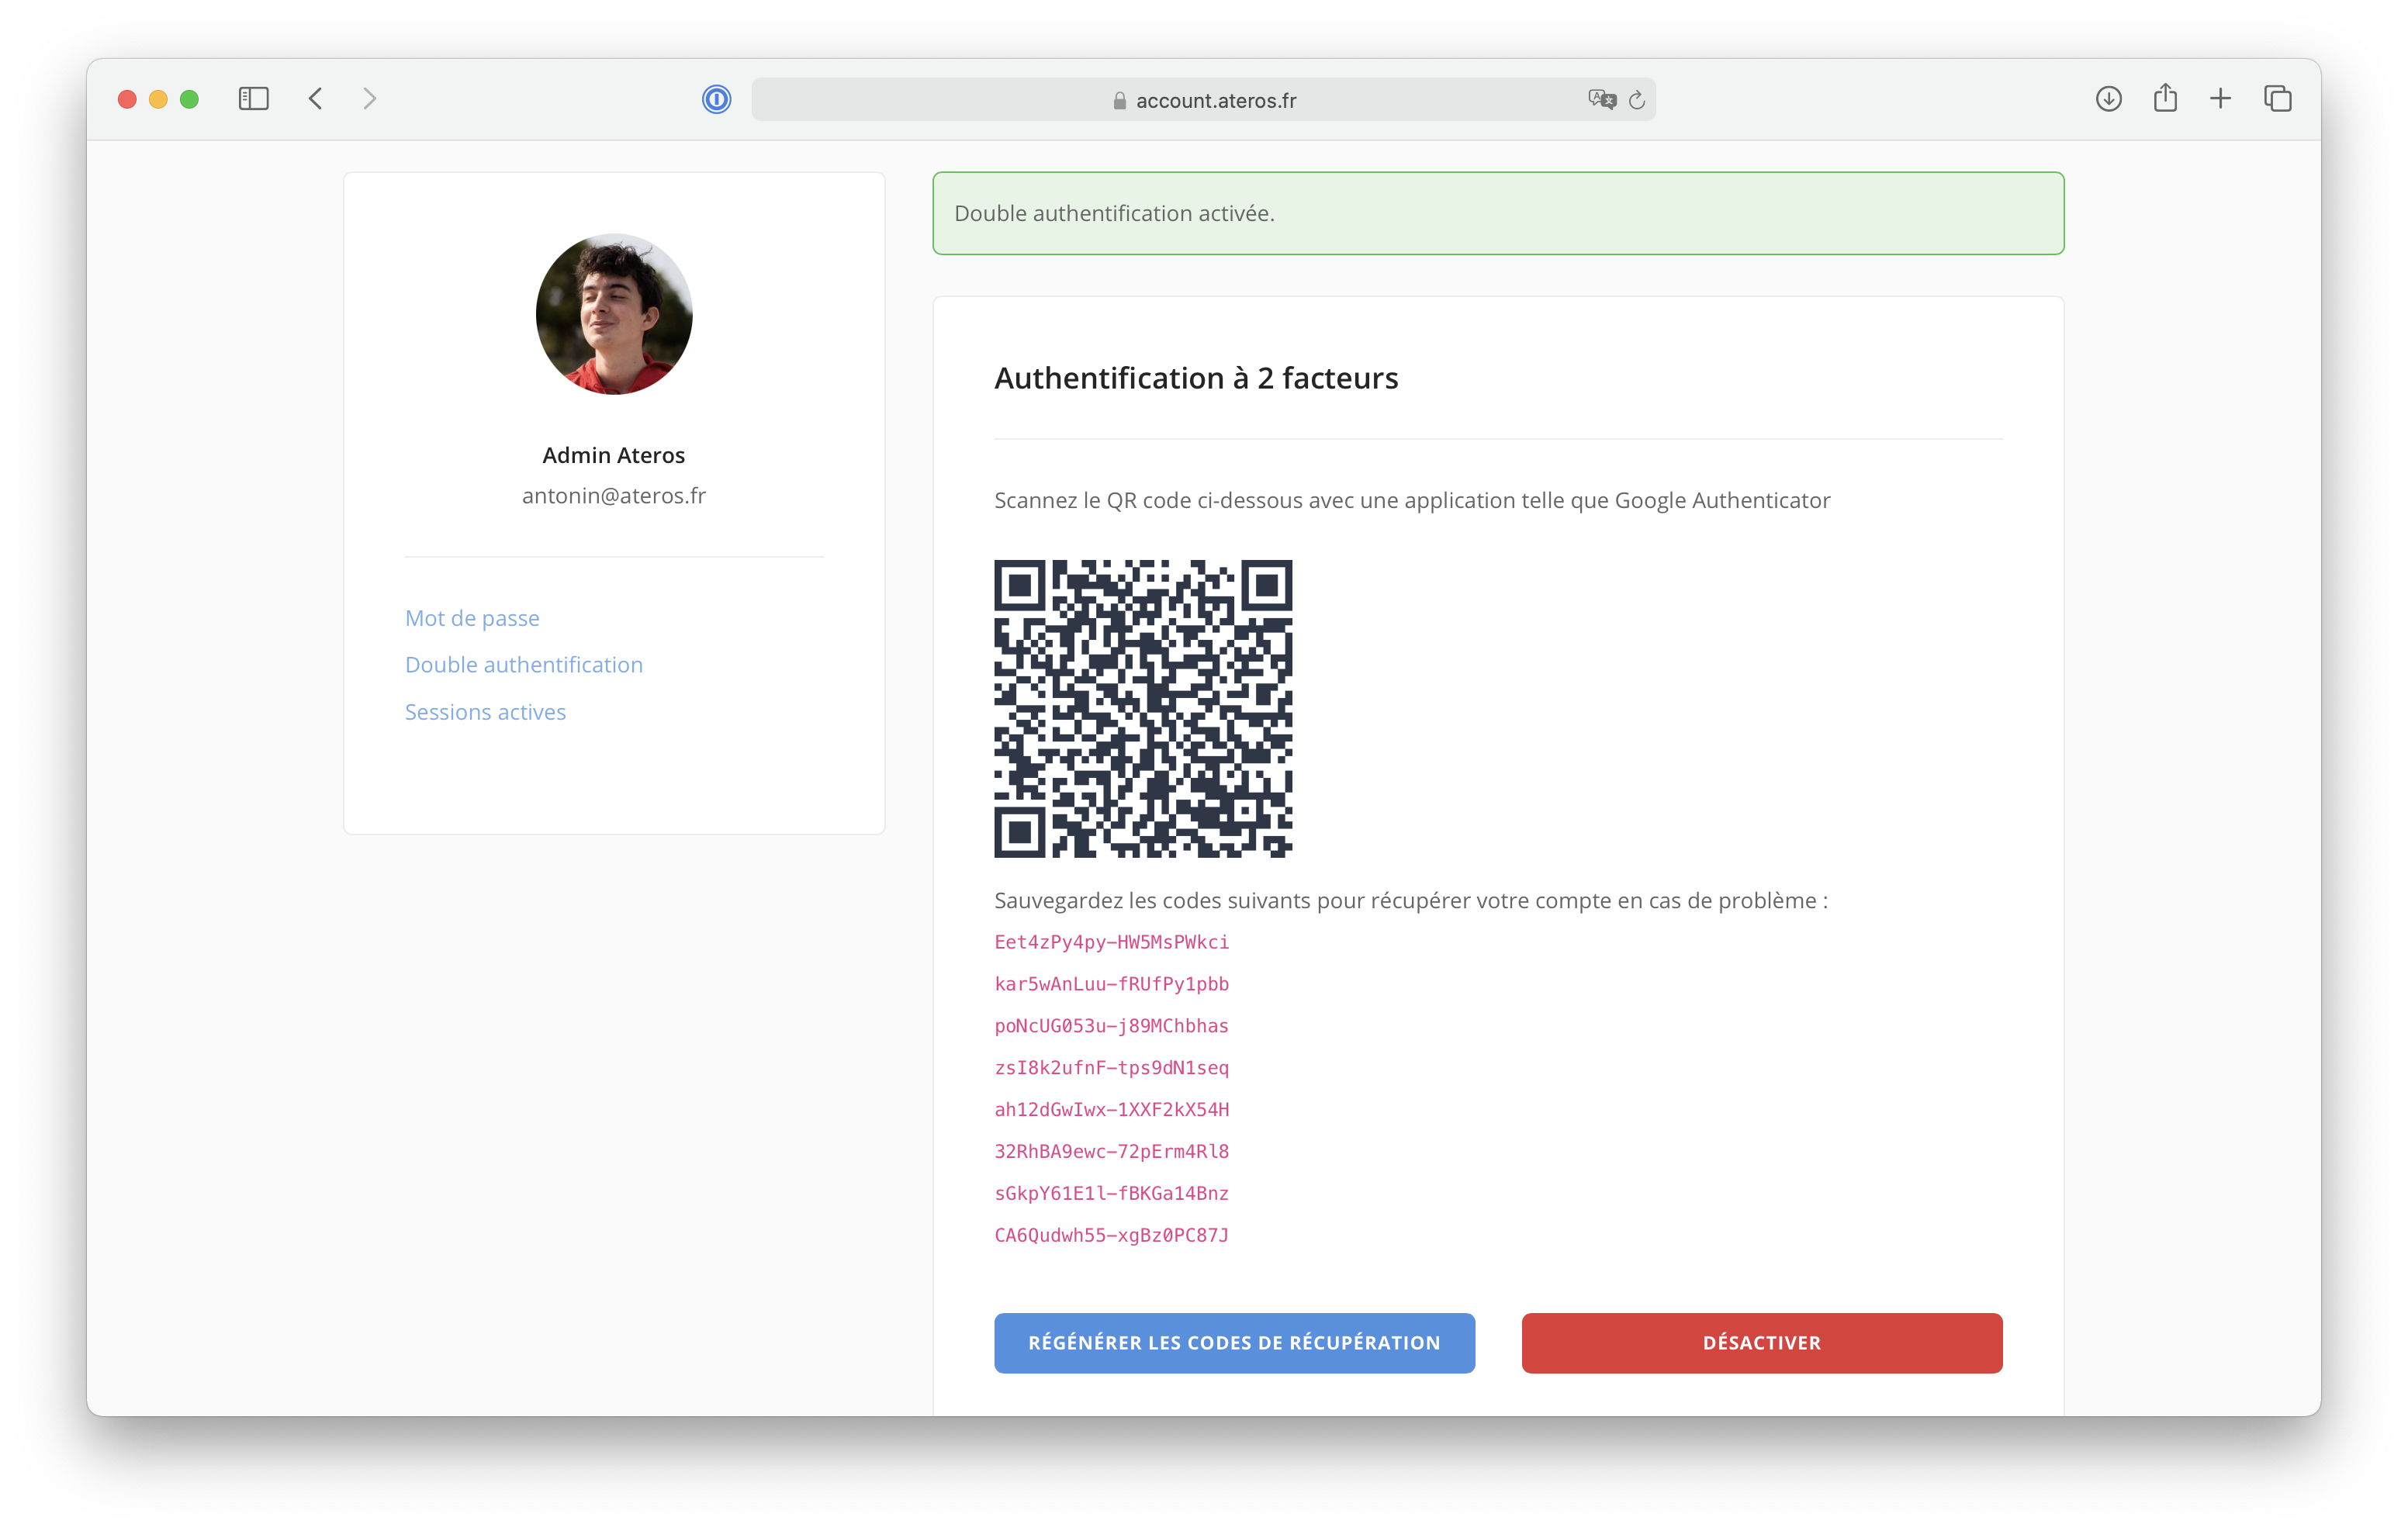 account.ateros.fr
Double authentification activée.
Admin Ateros
antonin@ateros.fr
Mot de passe
Double authentification
Sessions actives
Authentification à 2 facteurs
Scannez le QR code ci-dessous avec une application telle que Google Authenticator
Sauvegardez les codes suivants pour récupérer votre compte en cas de problème :
Eet4zPy4py-HW5MsPWkci
kar5wAnLuu-fRUfPy1pbb
poNcUG053u-j89MChbhas
zsI8k2ufnF-tps9dN1seq
ah12dGwIwx-1XXF2kX54H
32RhBA9ewc-72pErm4Rl8
sGkpY61E1l-fBKGa14Bnz
CA6Qudwh55-xgBz0PC87J
RÉGÉNÉRER LES CODES DE RÉCUPÉRATION
DÉSACTIVER